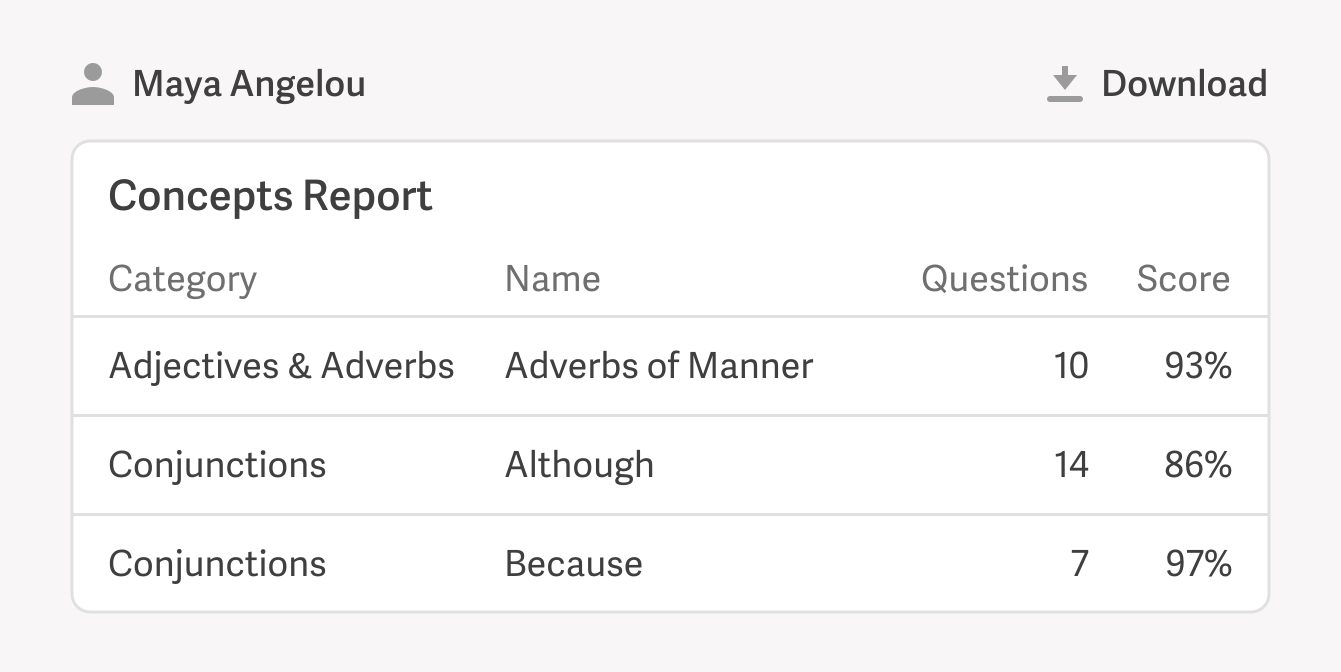 Maya Angelou Download
Concepts Report
Category Name Questions Score
Adjectives & Adverbs Adverbs of Manner 10 93%
Conjunctions Although 14 86%
Conjunctions Because 7 97%